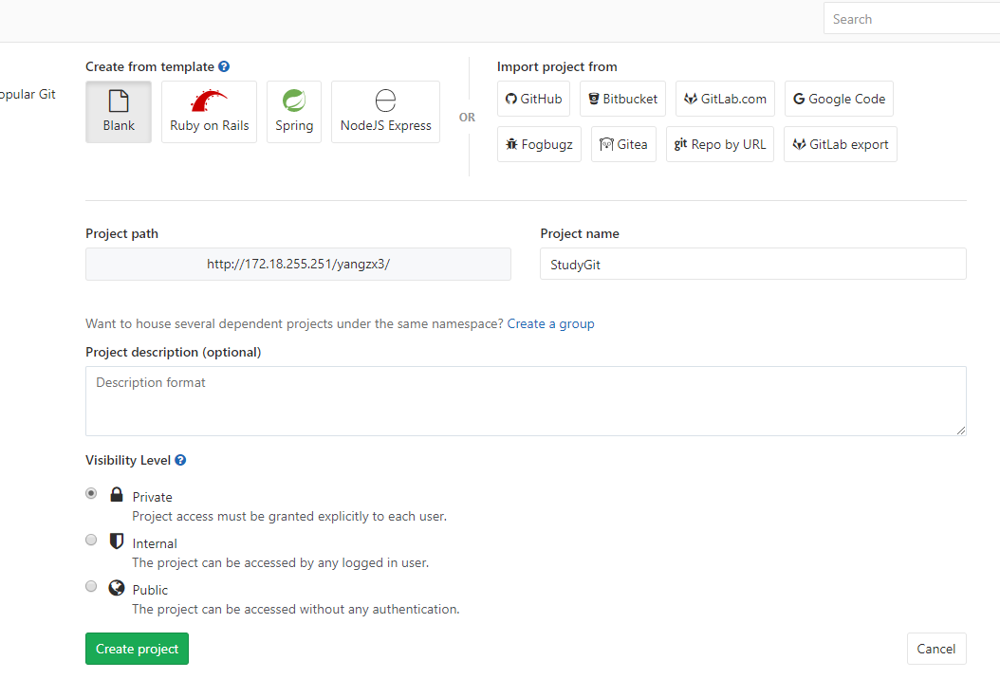 Search
opular Git
Create from template
Blank
Ruby on Rails
Spring
NodeJS Express
OR
Import project from
GitHub
Bitbucket
GitLab.com
Google Code
Fogbugz
Gitea
git Repo by URL
GitLab export
Project path
http://172.18.255.251/yangzx3/
Project name
StudyGit
Want to house several dependent projects under the same namespace? Create a group
Project description (optional)
Description format
Visibility Level
Private
Project access must be granted explicitly to each user.
Internal
The project can be accessed by any logged in user.
Public
The project can be accessed without any authentication.
Create project
Cancel